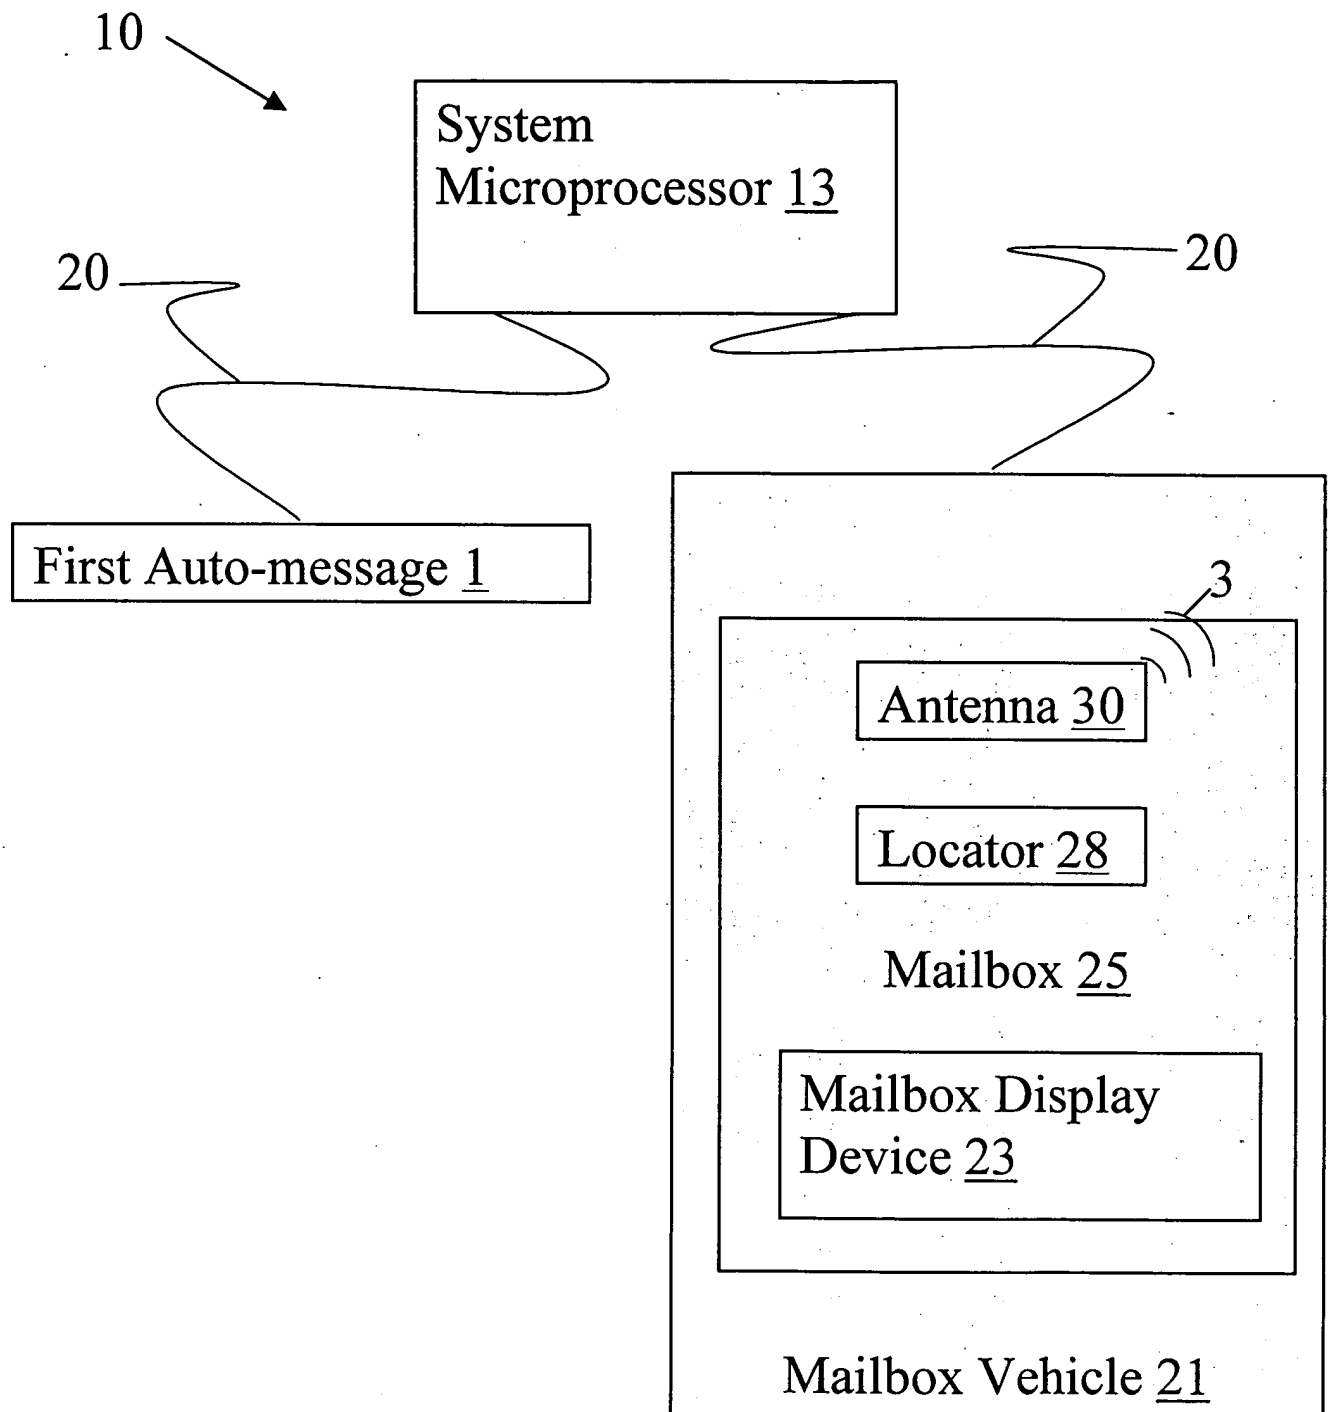 10
System
Microprocessor 13
20
20
First Auto-message 1
3
Antenna 30
Locator 28
Mailbox 25
Mailbox Display
Device 23
Mailbox Vehicle 21